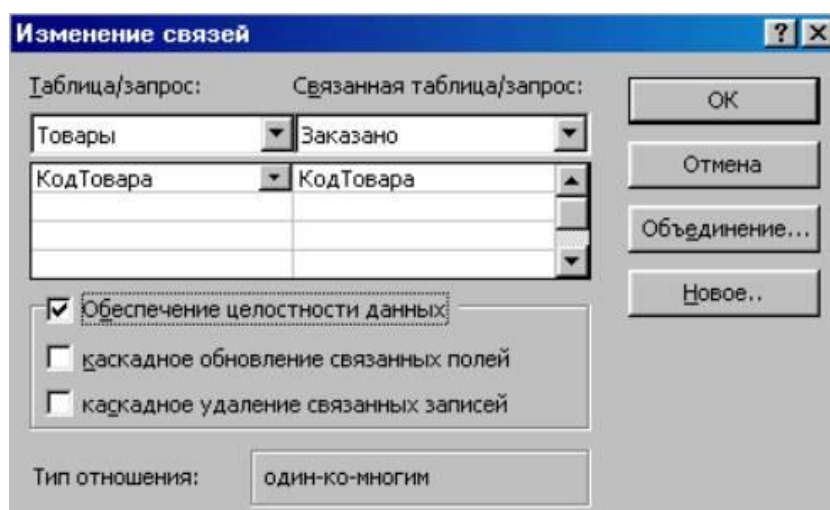 Изменение связей
Таблица/запрос: Связанная таблица/запрос:
Товары Заказано
КодТовара КодТовара
ОК
Отмена
Объединение...
Новое..
Обеспечение целостности данных
каскадное обновление связанных полей
каскадное удаление связанных записей
Тип отношения: один-ко-многим